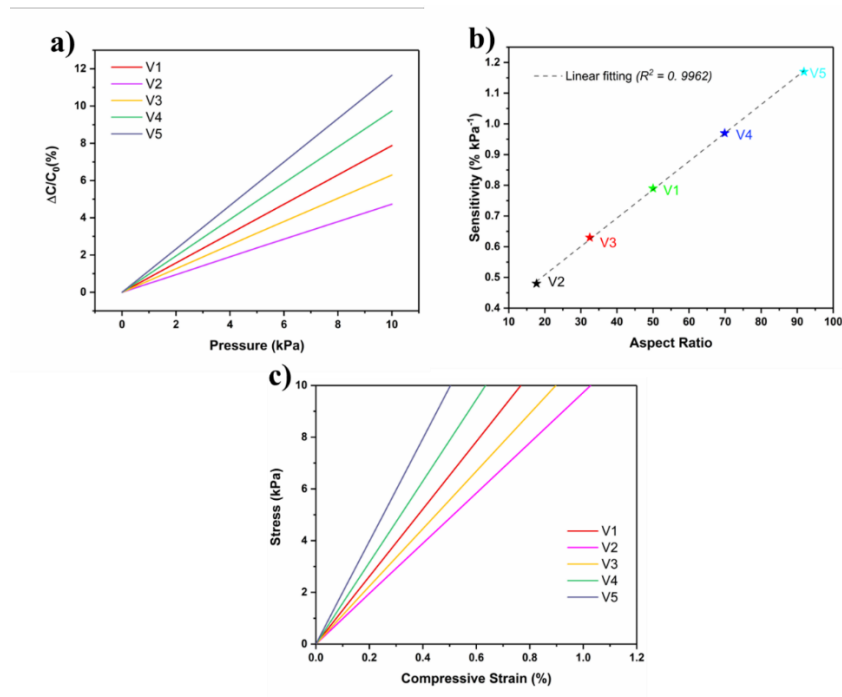 a)
12
10
8
6
4
2
0
ΔC/C₀(%)
V1
V2
V3
V4
V5
0 2 4 6 8 10
Pressure (kPa)
b)
1.2
1.1
1.0
0.9
0.8
0.7
0.6
0.5
0.4
Sensitivity (% kPa⁻¹)
Linear fitting (R² = 0. 9962)
V5
V4
V1
V3
V2
10 20 30 40 50 60 70 80 90 100
Aspect Ratio
c)
10
8
6
4
2
0
Stress (kPa)
V1
V2
V3
V4
V5
0.0 0.2 0.4 0.6 0.8 1.0 1.2
Compressive Strain (%)